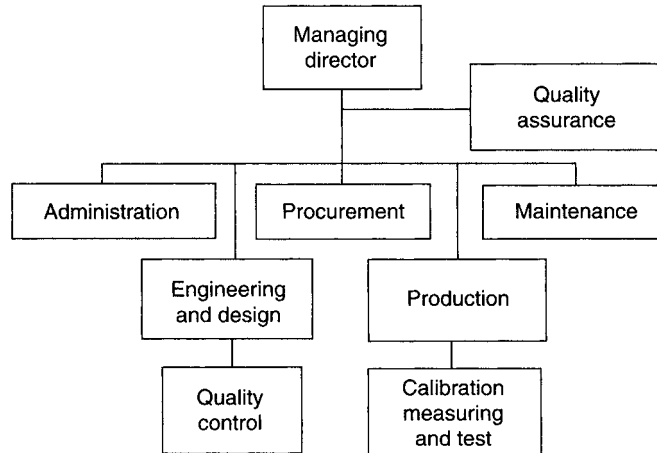 Managing
director
Quality
assurance
Administration
Procurement
Maintenance
Engineering
and design
Production
Quality
control
Calibration
measuring
and test